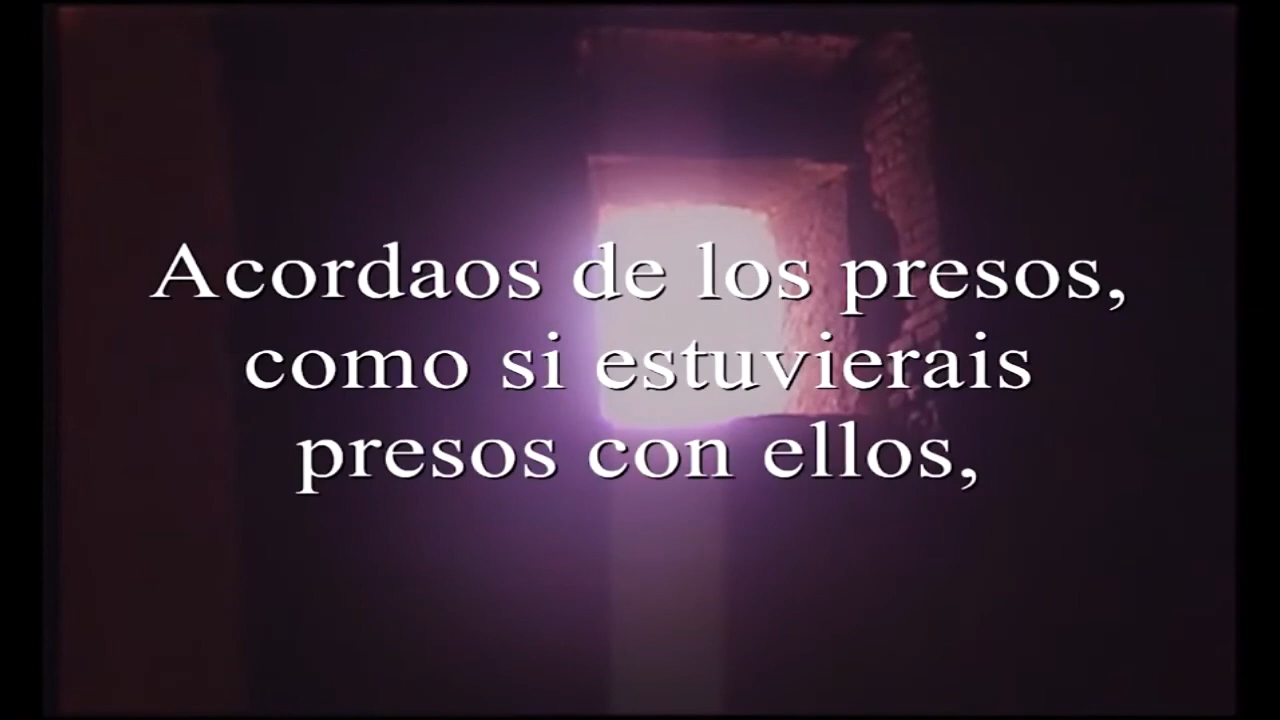 Acordaos de los presos,
como si estuvierais
presos con ellos,